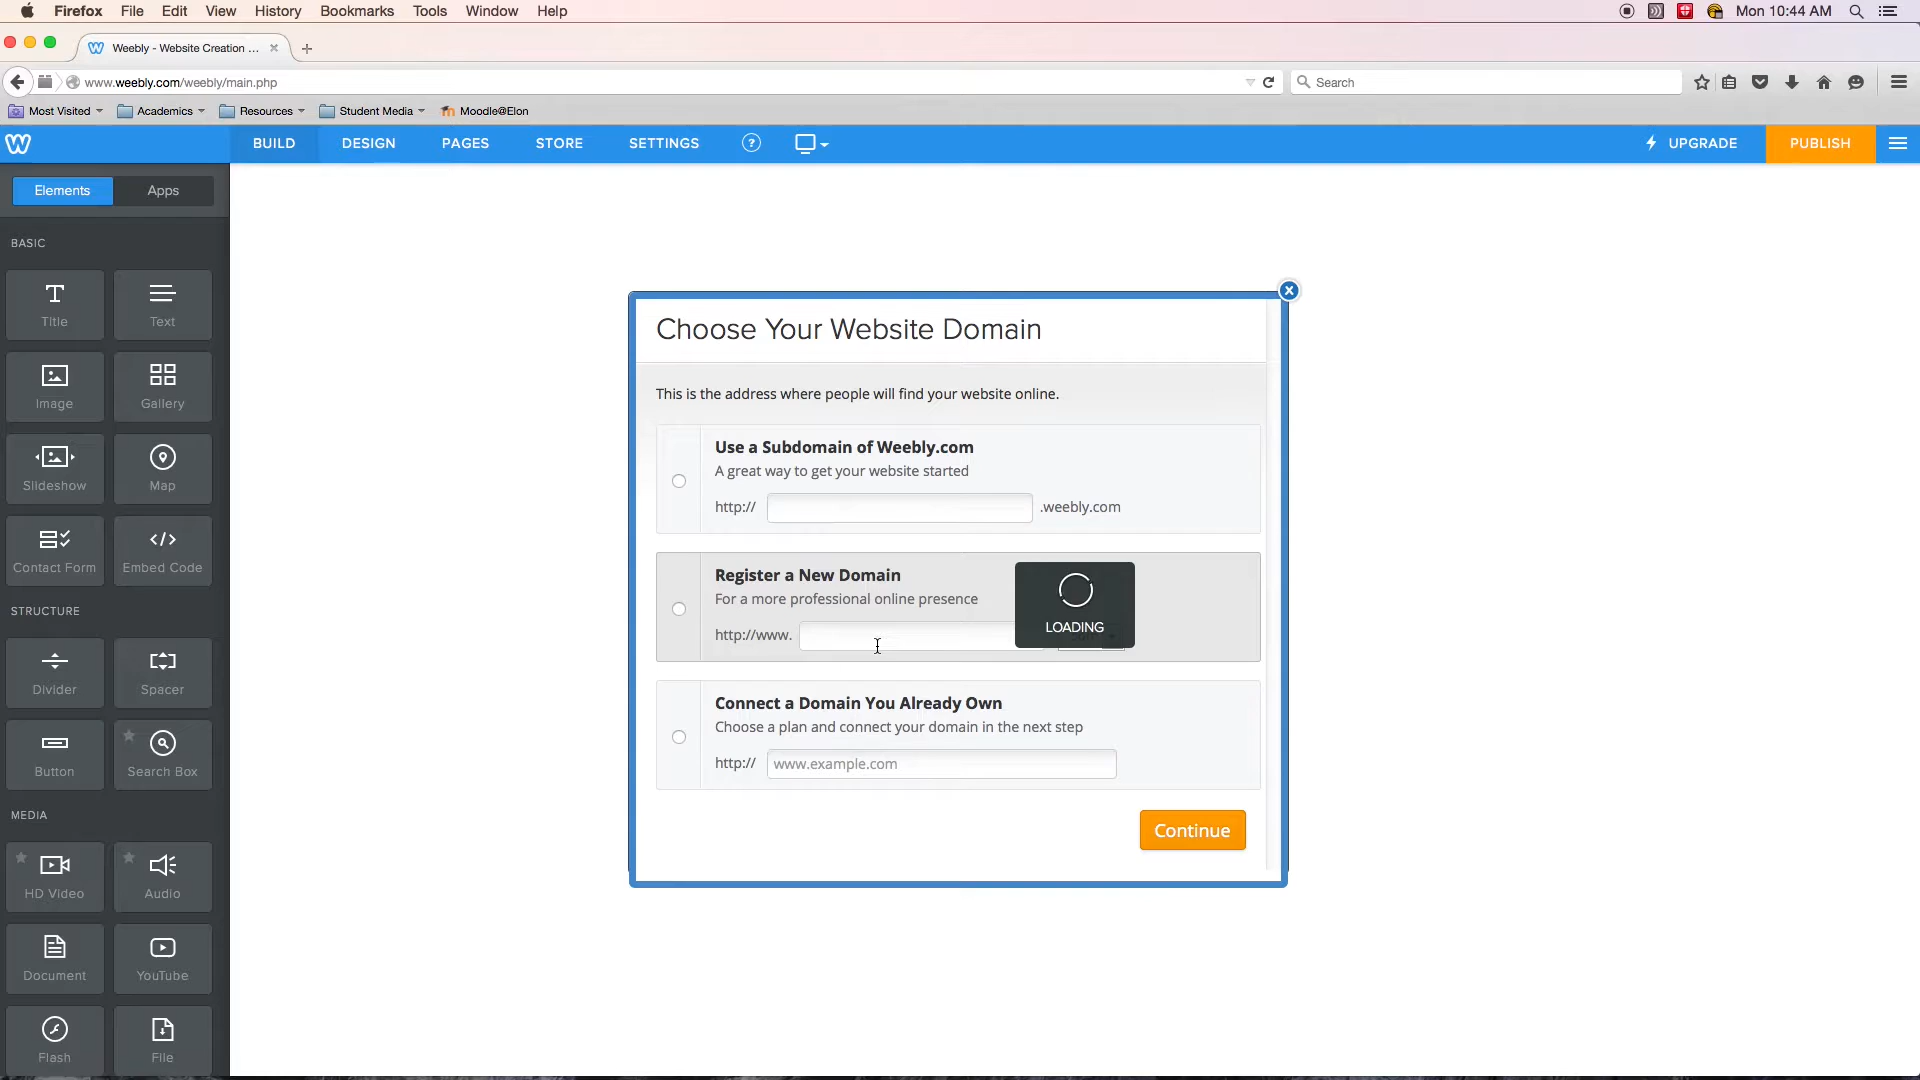 Firefox File Edit View History Bookmarks Tools Window Help Mon 10:44 AM
Weebly - Website Creation ...
www.weebly.com/weebly/main.php Search
Most Visited Academics Resources Student Media Moodle@Elon
BUILD DESIGN PAGES STORE SETTINGS ? UPGRADE PUBLISH
Elements Apps
BASIC
Title Text
Image Gallery
Slideshow Map
Contact Form Embed Code
STRUCTURE
Divider Spacer
Button Search Box
MEDIA
HD Video Audio
Document YouTube
Flash File
Choose Your Website Domain
This is the address where people will find your website online.
Use a Subdomain of Weebly.com
A great way to get your website started
http:// .weebly.com
Register a New Domain
For a more professional online presence
http://www.
LOADING
Connect a Domain You Already Own
Choose a plan and connect your domain in the next step
http:// www.example.com
Continue